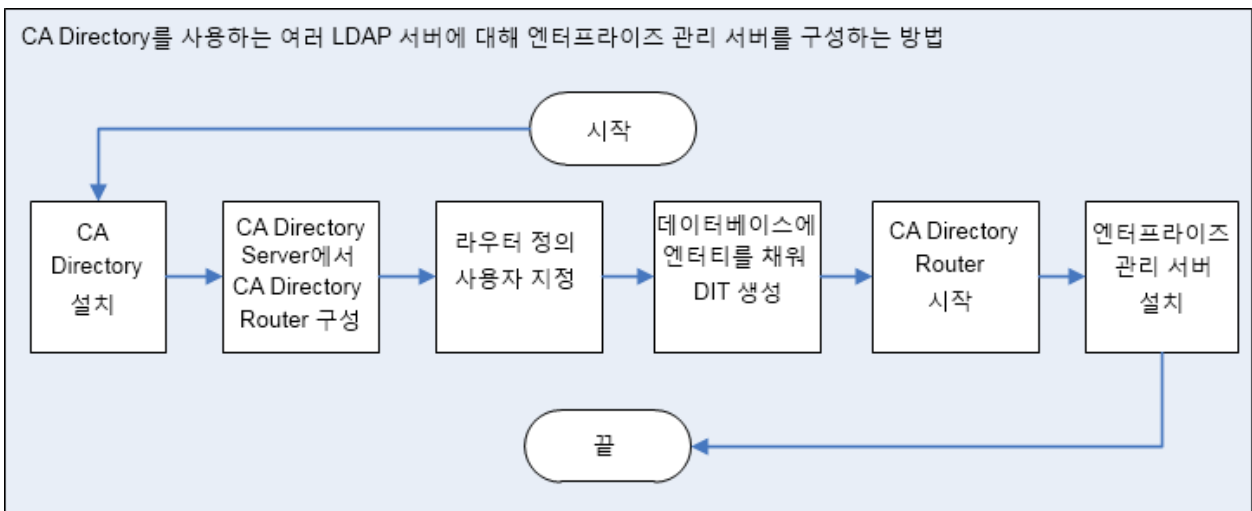 CA Directory를 사용하는 여러 LDAP 서버에 대해 엔터프라이즈 관리 서버를 구성하는 방법
시작
CA
Directory
설치
CA Directory
Server에서
CA Directory
Router 구성
라우터 정의
사용자 지정
데이터베이스에
엔터티를 채워
DIT 생성
CA Directory
Router
시작
엔터프라이즈
관리 서버
설치
끝